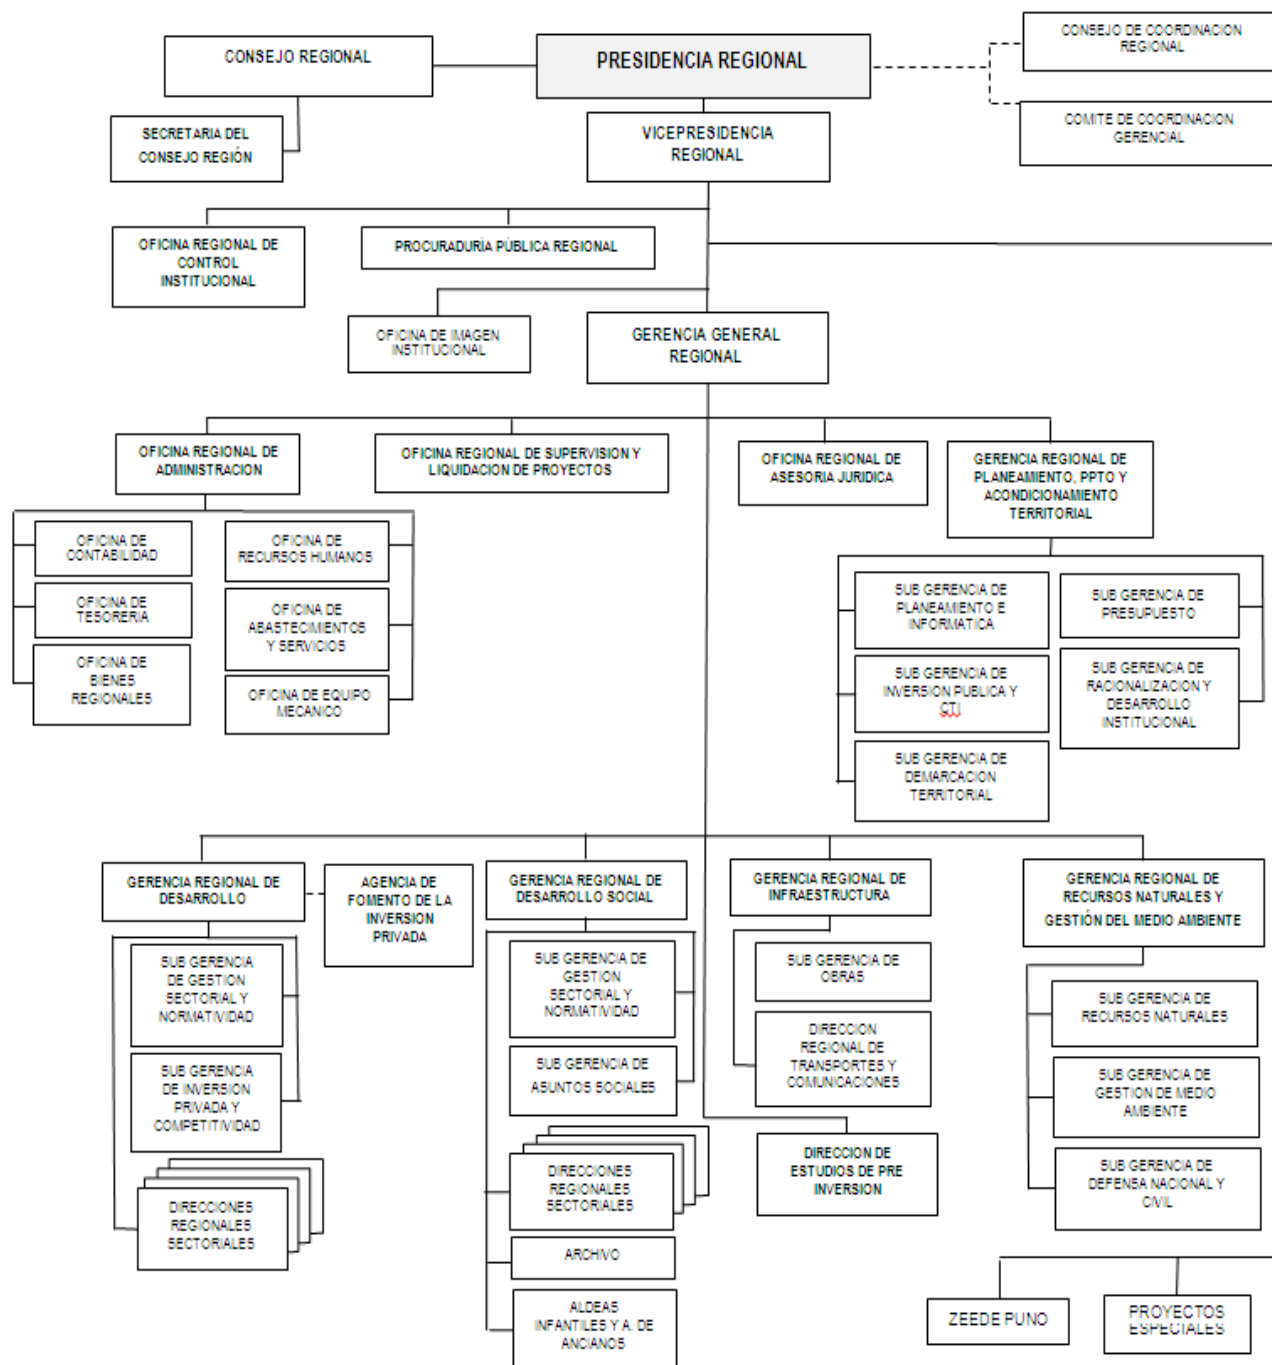 CONSEJO REGIONAL
PRESIDENCIA REGIONAL
CONSEJO DE COORDINACION
REGIONAL
COMITE DE COORDINACION
GERENCIAL
SECRETARIA DEL
CONSEJO REGIÓN
VICEPRESIDENCIA
REGIONAL
OFICINA REGIONAL DE
CONTROL
INSTITUCIONAL
PROCURADURÍA PÚBLICA REGIONAL
OFICINA DE IMAGEN
INSTITUCIONAL
GERENCIA GENERAL
REGIONAL
OFICINA REGIONAL DE
ADMINISTRACION
OFICINA REGIONAL DE SUPERVISION Y
LIQUIDACION DE PROYECTOS
OFICINA REGIONAL DE
ASESORIA JURIDICA
GERENCIA REGIONAL DE
PLANEAMIENTO, PPTO Y
ACONDICIONAMIENTO
TERRITORIAL
OFICINA DE
CONTABILIDAD
OFICINA DE
RECURSOS HUMANOS
OFICINA DE
TESORERIA
OFICINA DE
ABASTECIMIENTOS
Y SERVICIOS
OFICINA DE
BIENES
REGIONALES
OFICINA DE EQUIPO
MECANICO
SUB GERENCIA DE
PLANEAMIENTO E
INFORMATICA
SUB GERENCIA DE
PRESUPUESTO
SUB GERENCIA DE
INVERSION PUBLICA Y
CTI
SUB GERENCIA DE
RACIONALIZACION Y
DESARROLLO
INSTITUCIONAL
SUB GERENCIA DE
DEMARCACION
TERRITORIAL
GERENCIA REGIONAL DE
DESARROLLO
AGENCIA DE
FOMENTO DE LA
INVERSION
PRIVADA
GERENCIA REGIONAL DE
DESARROLLO SOCIAL
GERENCIA REGIONAL DE
INFRAESTRUCTURA
GERENCIA REGIONAL DE
RECURSOS NATURALES Y
GESTIÓN DEL MEDIO AMBIENTE
SUB GERENCIA
DE GESTION
SECTORIAL Y
NORMATIVIDAD
SUB GERENCIA
DE INVERSION
PRIVADA Y
COMPETITIVIDAD
DIRECCIONES
REGIONALES
SECTORIALES
SUB GERENCIA DE
GESTION
SECTORIAL Y
NORMATIVIDAD
SUB GERENCIA DE
ASUNTOS SOCIALES
DIRECCIONES
REGIONALES
SECTORIALES
ARCHIVO
ALDEAS
INFANTILES Y A. DE
ANCIANOS
SUB GERENCIA DE
OBRAS
DIRECCION
REGIONAL DE
TRANSPORTES Y
COMUNICACIONES
DIRECCION DE
ESTUDIOS DE PRE
INVERSION
SUB GERENCIA DE
RECURSOS NATURALES
SUB GERENCIA DE
GESTION DE MEDIO
AMBIENTE
SUB GERENCIA DE
DEFENSA NACIONAL Y
CIVIL
ZEEDE PUNO
PROYECTOS
ESPECIALES